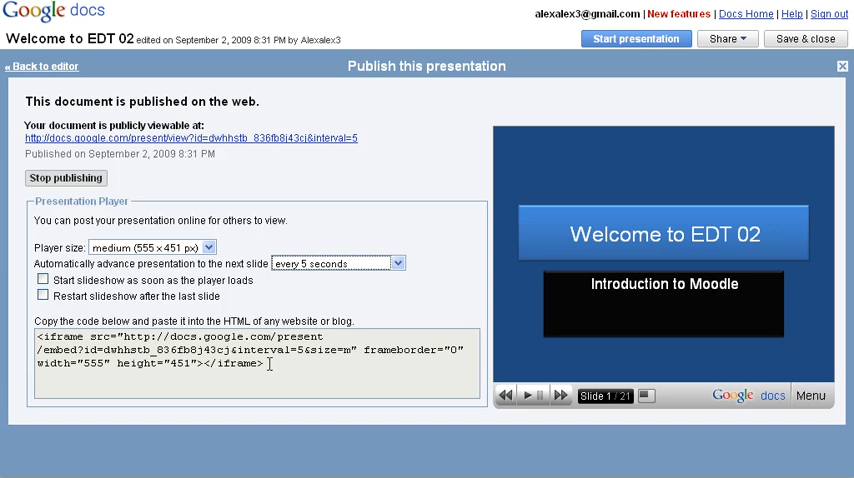 Google docs
alexalex3@gmail.com | New features | Docs Home | Help | Sign out
Welcome to EDT 02 edited on September 2, 2009 8:31 PM by Alexalex3
Start presentation
Share
Save & close
« Back to editor
Publish this presentation
This document is published on the web.
Your document is publicly viewable at:
http://docs.google.com/present/view?id=dwhhstb_836fb8j43cj&interval=5
Published on September 2, 2009 8:31 PM
Stop publishing
Presentation Player
You can post your presentation online for others to view.
Player size: medium (555 x 451 px)
Automatically advance presentation to the next slide every 5 seconds
Start slideshow as soon as the player loads
Restart slideshow after the last slide
Copy the code below and paste it into the HTML of any website or blog.
<iframe src="http://docs.google.com/present
/embed?id=dwhhstb_836fb8j43cj&interval=5&size=m" frameborder="0"
width="555" height="451"></iframe>
Welcome to EDT 02
Introduction to Moodle
Slide 1 / 21
Google docs
Menu